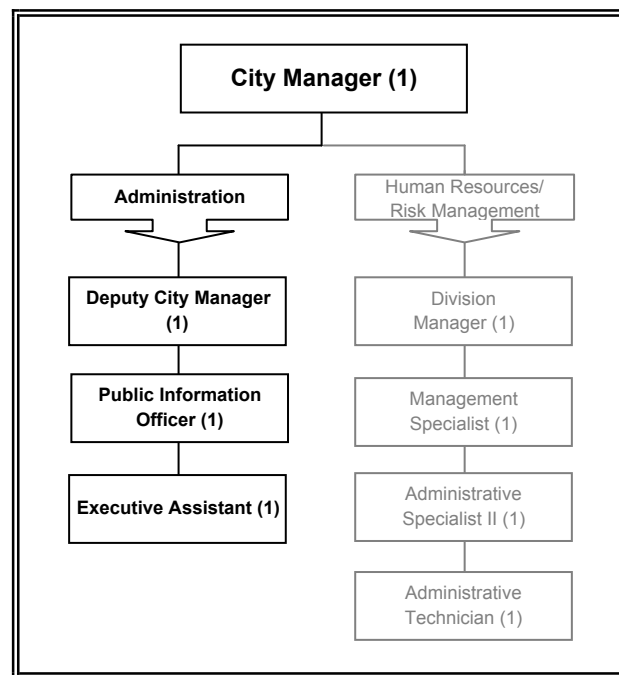 City Manager (1)
Administration
Human Resources/
Risk Management
Deputy City Manager
(1)
Division
Manager (1)
Public Information
Officer (1)
Management
Specialist (1)
Executive Assistant (1)
Administrative
Specialist II (1)
Administrative
Technician (1)